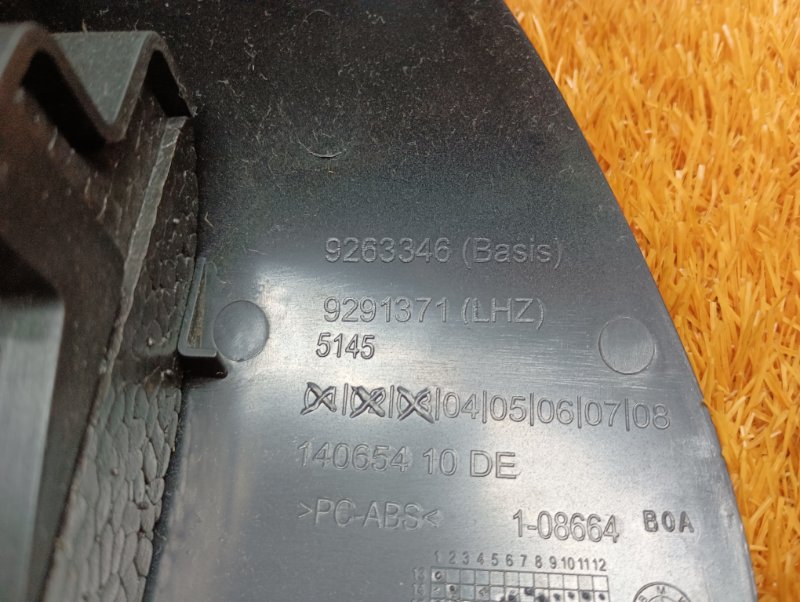 9263346 (Basis)
9291371 (LHZ)
5145
|04|05|06|07|08
140654 10 DE
>PC-ABS<
1-08664 B0A
1 2 3 4 5 6 7 8 9 10 11 12